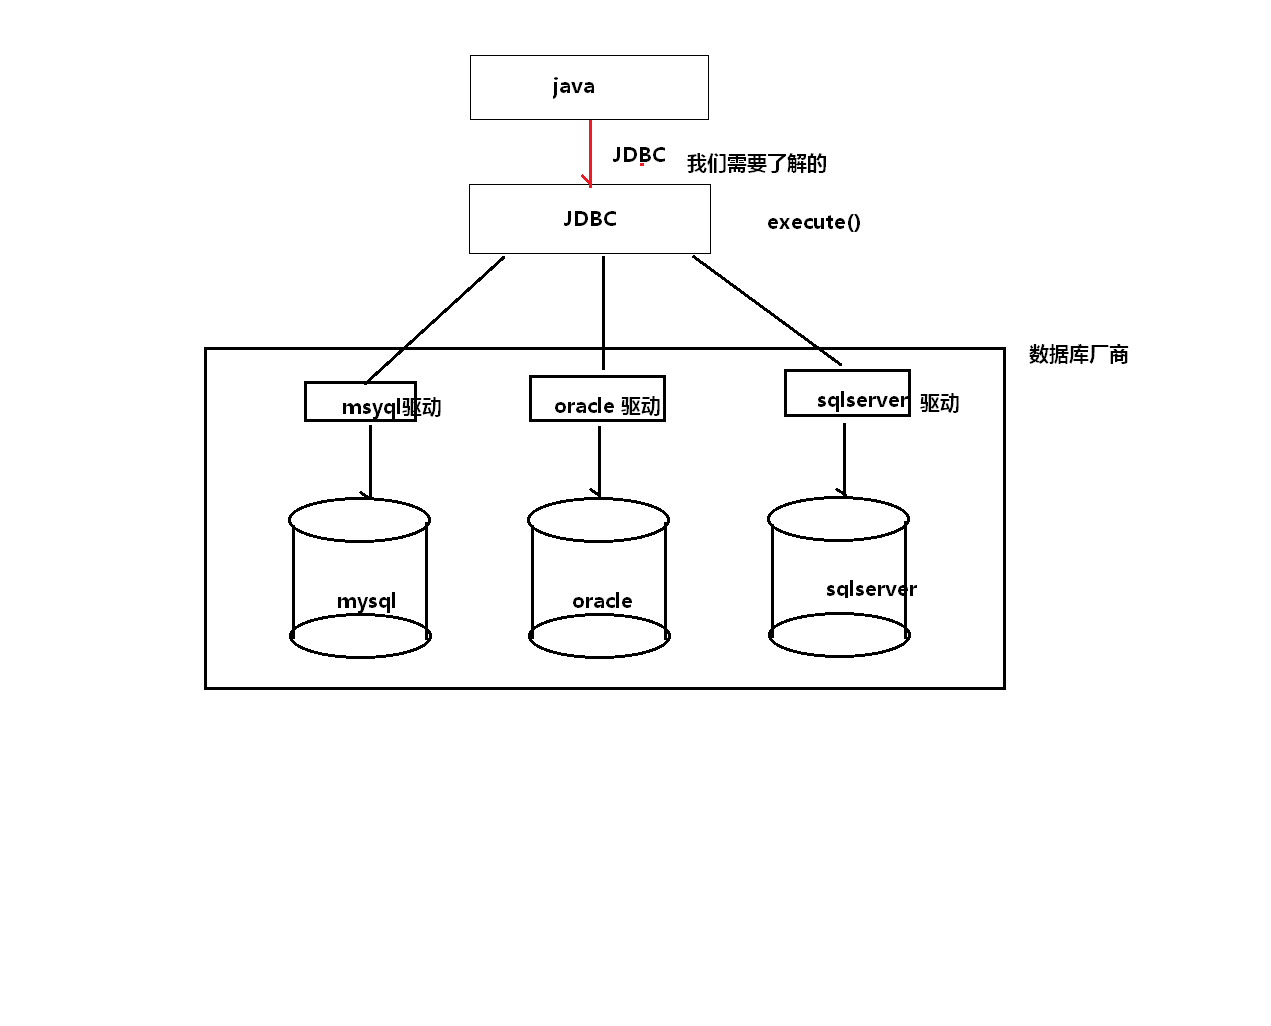 java
JDBC
我们需要了解的
JDBC
execute()
数据库厂商
msyql驱动
oracle 驱动
sqlserver 驱动
mysql
oracle
sqlserver